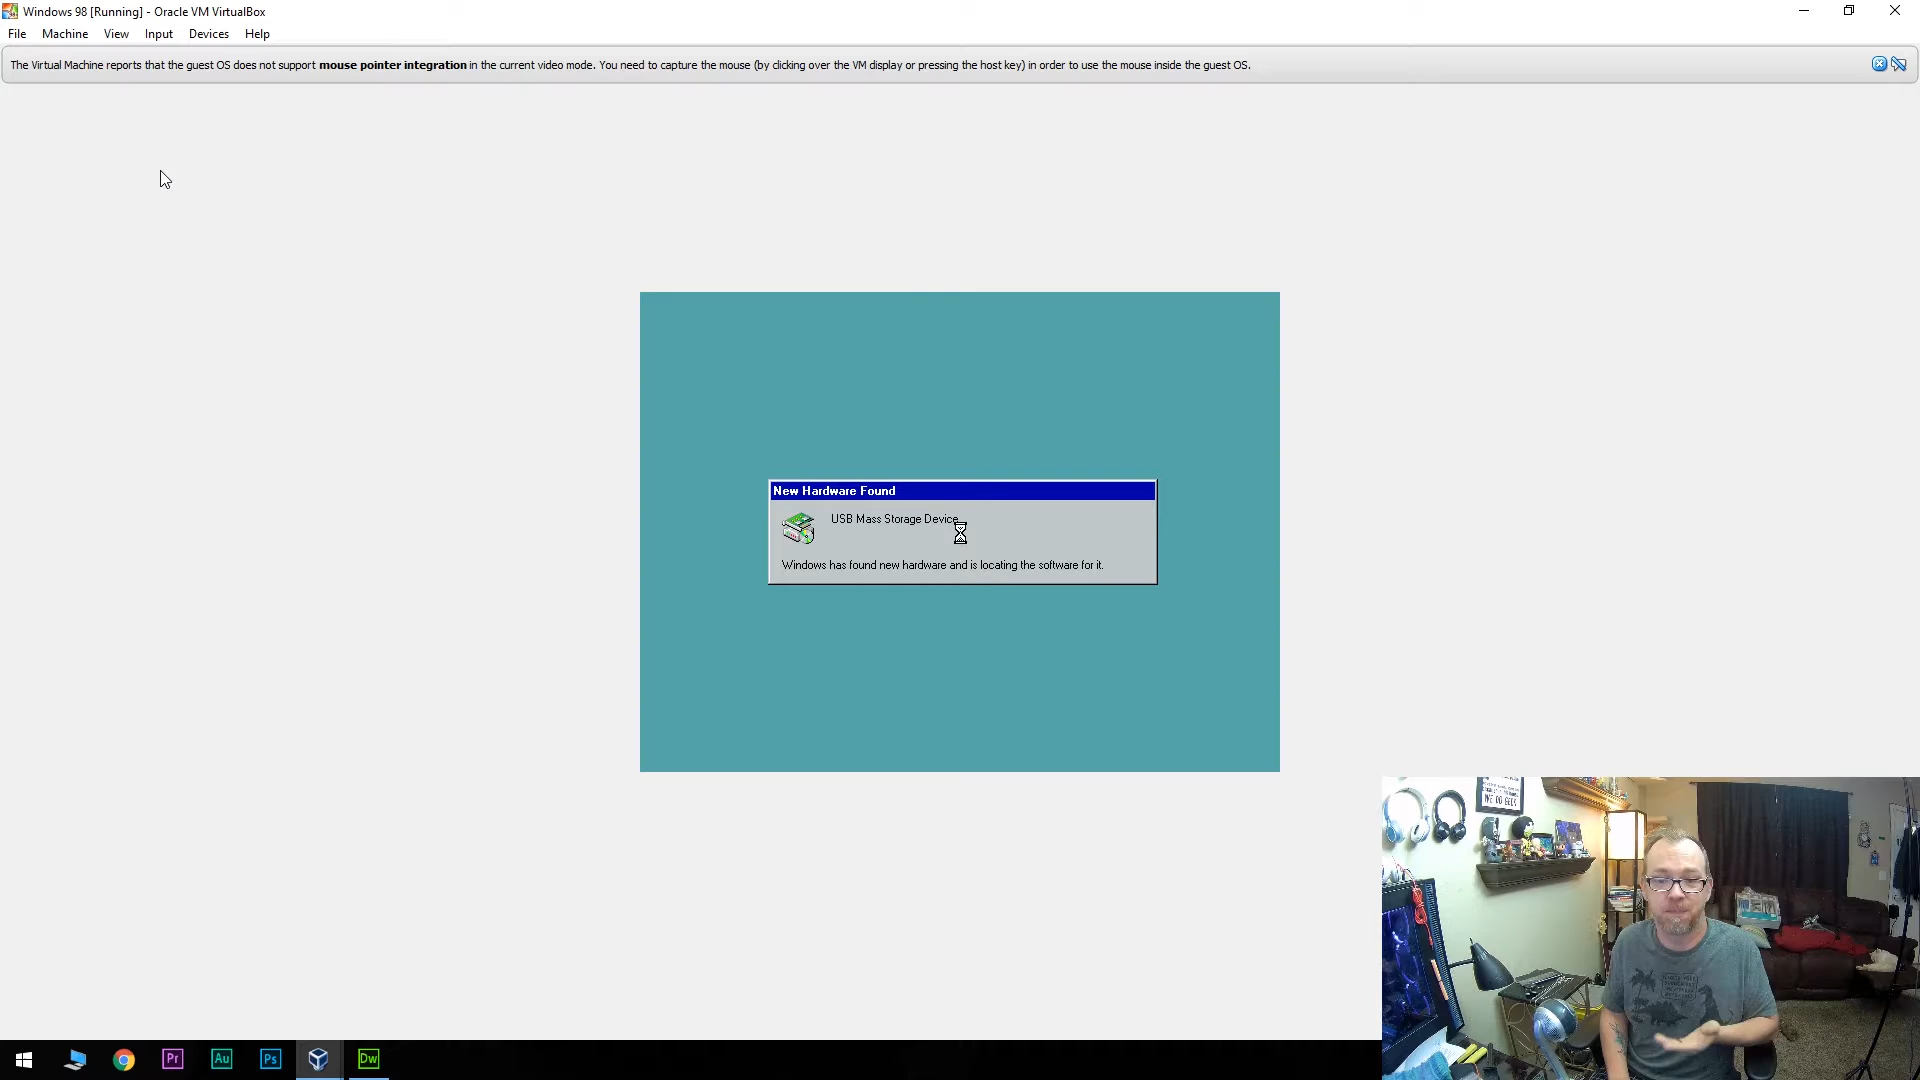 Windows 98 [Running] - Oracle VM VirtualBox
File Machine View Input Devices Help
The Virtual Machine reports that the guest OS does not support mouse pointer integration in the current video mode. You need to capture the mouse (by clicking over the VM display or pressing the host key) in order to use the mouse inside the guest OS.
New Hardware Found
USB Mass Storage Device
Windows has found new hardware and is locating the software for it.
WE DO GEEK
Pr Au Ps Dw